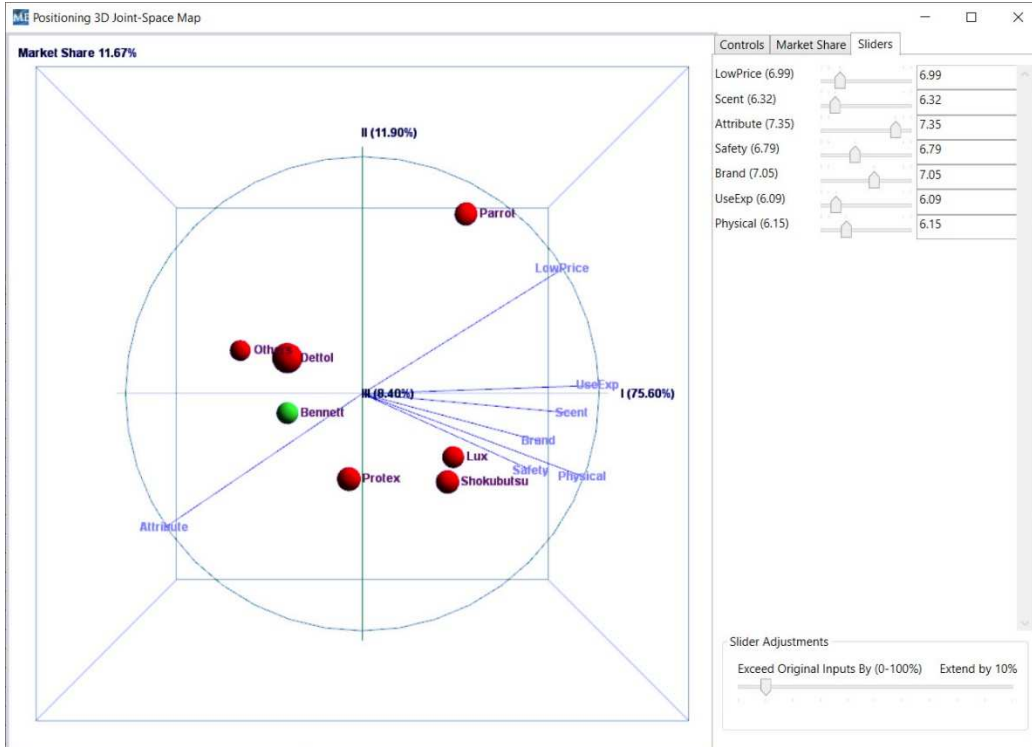 ME Positioning 3D Joint-Space Map
Market Share 11.67%
Controls Market Share Sliders
LowPrice (6.99) 6.99
Scent (6.32) 6.32
Attribute (7.35) 7.35
Safety (6.79) 6.79
Brand (7.05) 7.05
UseExp (6.09) 6.09
Physical (6.15) 6.15
II (11.90%)
Parrol
LowPrice
Dettol
UseExp
III (8.40%)
I (75.60%)
Bennett
Scent
Brand
Lux
Safety
Physical
Protex
Shokubutsu
Attribute
Slider Adjustments
Exceed Original Inputs By (0-100%) Extend by 10%